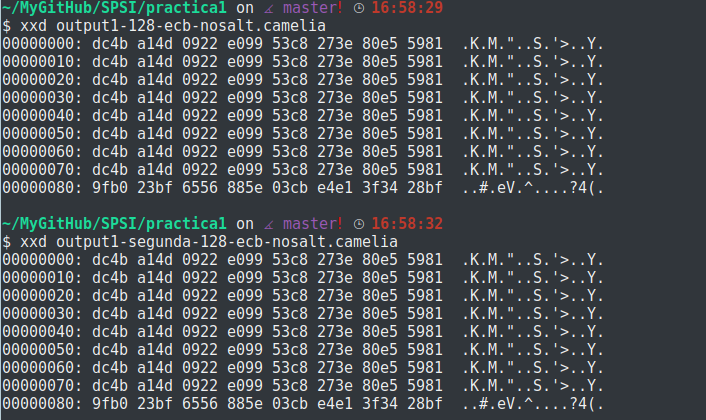 ~/MyGitHub/SPSI/practica1 on ⦨ master! ◷ 16:58:29
$ xxd output1-128-ecb-nosalt.camelia
00000000: dc4b a14d 0922 e099 53c8 273e 80e5 5981  .K.M."..S.'>..Y.
00000010: dc4b a14d 0922 e099 53c8 273e 80e5 5981  .K.M."..S.'>..Y.
00000020: dc4b a14d 0922 e099 53c8 273e 80e5 5981  .K.M."..S.'>..Y.
00000030: dc4b a14d 0922 e099 53c8 273e 80e5 5981  .K.M."..S.'>..Y.
00000040: dc4b a14d 0922 e099 53c8 273e 80e5 5981  .K.M."..S.'>..Y.
00000050: dc4b a14d 0922 e099 53c8 273e 80e5 5981  .K.M."..S.'>..Y.
00000060: dc4b a14d 0922 e099 53c8 273e 80e5 5981  .K.M."..S.'>..Y.
00000070: dc4b a14d 0922 e099 53c8 273e 80e5 5981  .K.M."..S.'>..Y.
00000080: 9fb0 23bf 6556 885e 03cb e4e1 3f34 28bf  ..#.eV.^....?4(.
~/MyGitHub/SPSI/practica1 on ⦨ master! ◷ 16:58:32
$ xxd output1-segunda-128-ecb-nosalt.camelia
00000000: dc4b a14d 0922 e099 53c8 273e 80e5 5981  .K.M."..S.'>..Y.
00000010: dc4b a14d 0922 e099 53c8 273e 80e5 5981  .K.M."..S.'>..Y.
00000020: dc4b a14d 0922 e099 53c8 273e 80e5 5981  .K.M."..S.'>..Y.
00000030: dc4b a14d 0922 e099 53c8 273e 80e5 5981  .K.M."..S.'>..Y.
00000040: dc4b a14d 0922 e099 53c8 273e 80e5 5981  .K.M."..S.'>..Y.
00000050: dc4b a14d 0922 e099 53c8 273e 80e5 5981  .K.M."..S.'>..Y.
00000060: dc4b a14d 0922 e099 53c8 273e 80e5 5981  .K.M."..S.'>..Y.
00000070: dc4b a14d 0922 e099 53c8 273e 80e5 5981  .K.M."..S.'>..Y.
00000080: 9fb0 23bf 6556 885e 03cb e4e1 3f34 28bf  ..#.eV.^....?4(.